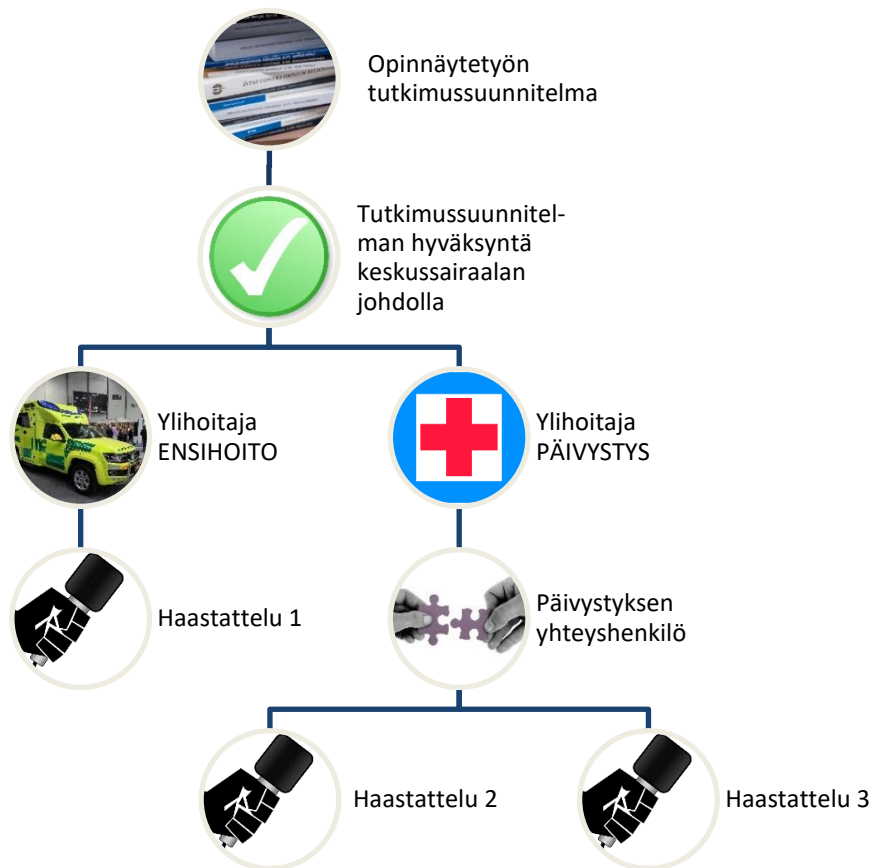 Opinnäytetyön
tutkimussuunnitelma
Tutkimussuunnitel-
man hyväksyntä
keskussairaalan
johdolla
Ylihoitaja
ENSIHOITO
Ylihoitaja
PÄIVYSTYS
Haastattelu 1
Päivystyksen
yhteyshenkilö
Haastattelu 2
Haastattelu 3